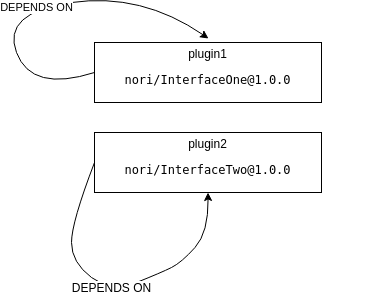 DEPENDS ON
plugin1
nori/InterfaceOne@1.0.0
plugin2
nori/InterfaceTwo@1.0.0
DEPENDS ON